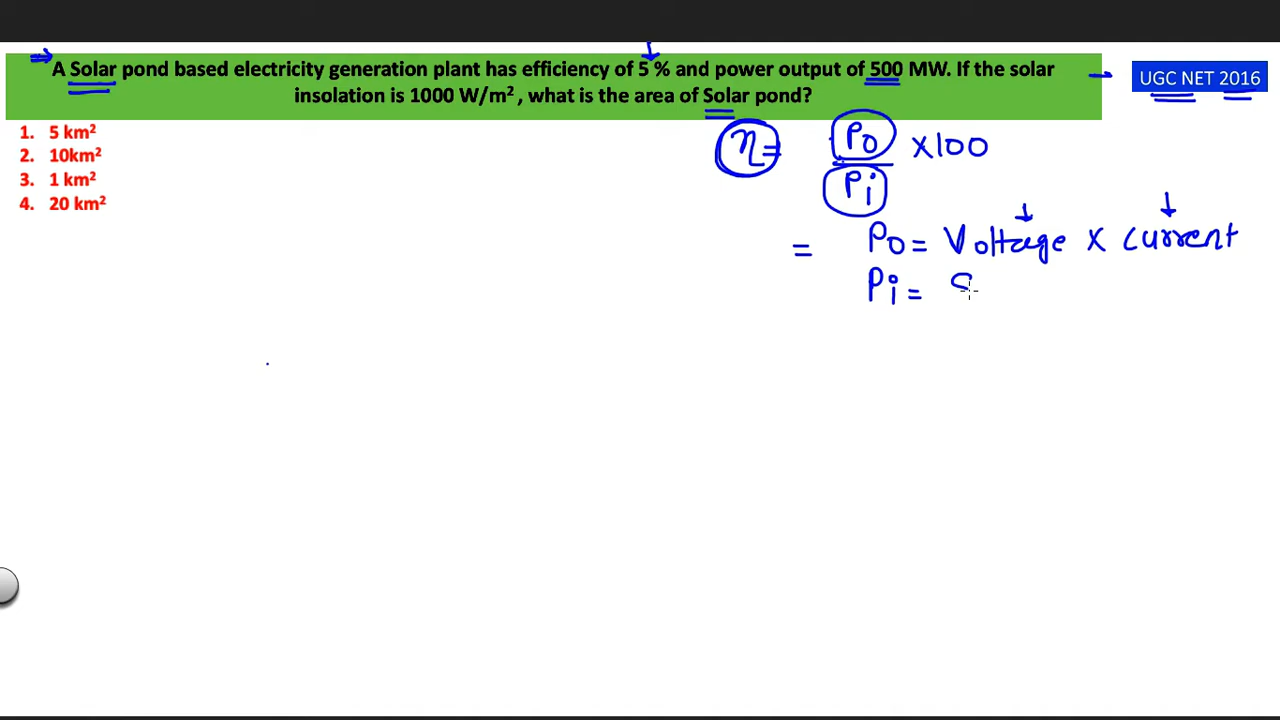 A Solar pond based electricity generation plant has efficiency of 5 % and power output of 500 MW. If the solar
insolation is 1000 W/m², what is the area of Solar pond?
UGC NET 2016
1. 5 km²
2. 10km²
3. 1 km²
4. 20 km²
η = Po / Pi ×100
= Po = Voltage × Current
Pi = S